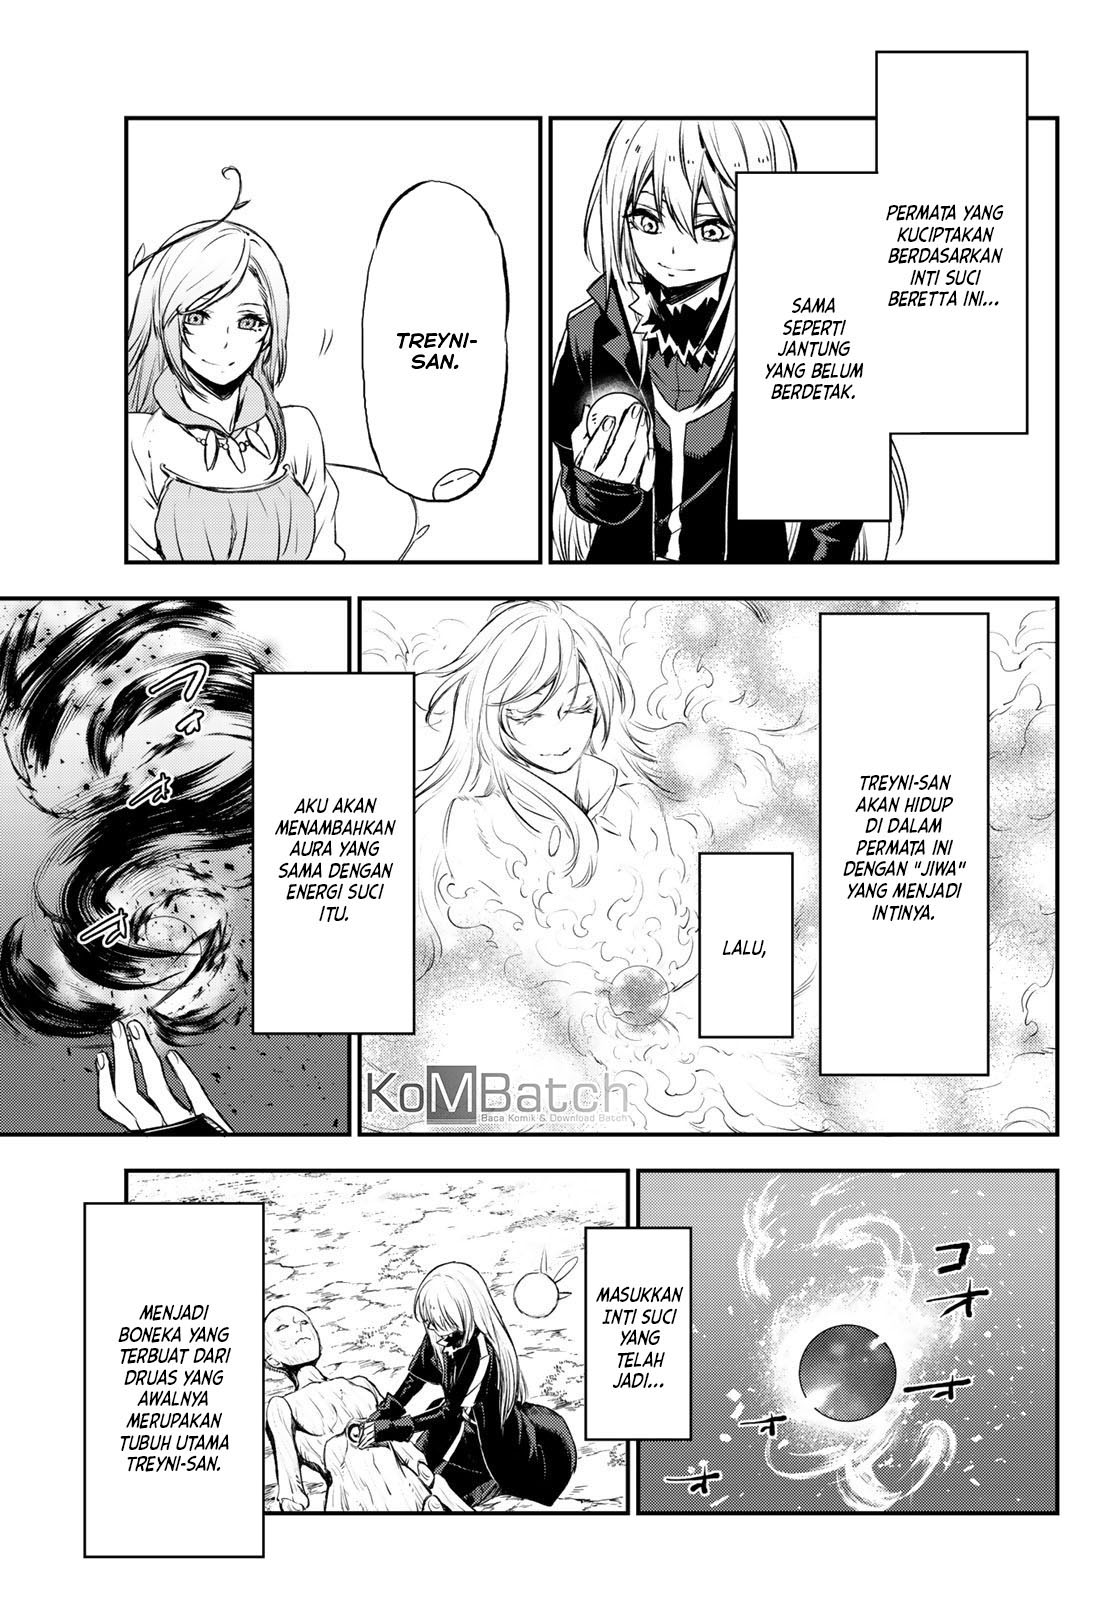 PERMATA YANG
KUCIPTAKAN
BERDASARKAN
INTI SUCI
BERETTA INI...
SAMA
SEPERTI
JANTUNG
YANG BELUM
BERDETAK.
TREYNI-
SAN.
TREYNI-SAN
AKAN HIDUP
DI DALAM
PERMATA INI
DENGAN "JIWA"
YANG MENJADI
INTINYA.
LALU,
AKU AKAN
MENAMBAHKAN
AURA YANG
SAMA DENGAN
ENERGI SUCI
ITU.
KoMBatch
Baca Komik & Download Batch
コォォ
MASUKKAN
INTI SUCI
YANG
TELAH
JADI...
MENJADI
BONEKA YANG
TERBUAT DARI
DRUAS YANG
AWALNYA
MERUPAKAN
TUBUH UTAMA
TREYNI-SAN.